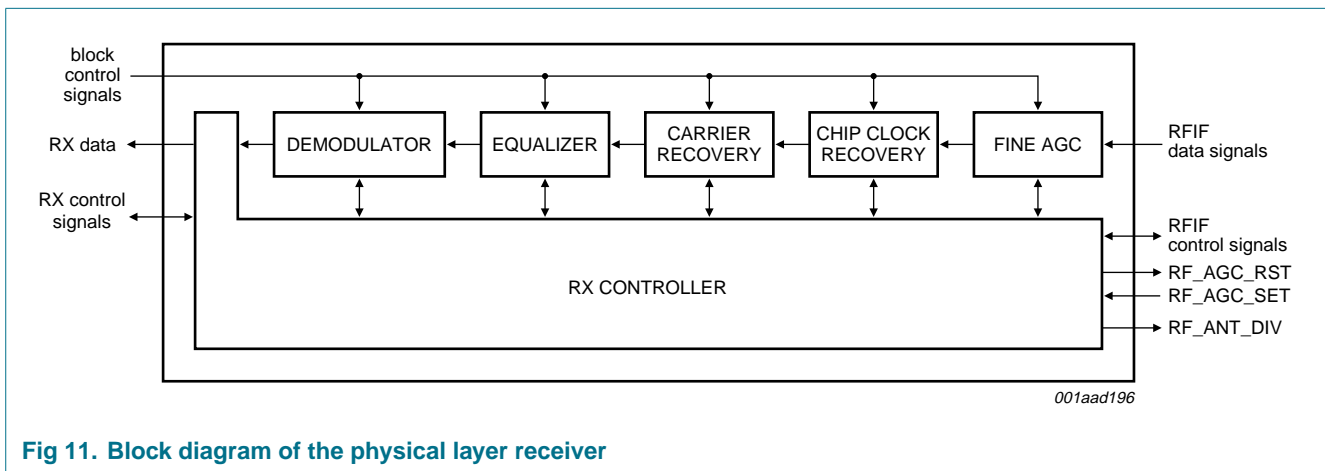 block
control
signals
RX data
RX control
signals
DEMODULATOR
EQUALIZER
CARRIER
RECOVERY
CHIP CLOCK
RECOVERY
FINE AGC
RX CONTROLLER
RFIF
data signals
RFIF
control signals
RF_AGC_RST
RF_AGC_SET
RF_ANT_DIV
001aad196
Fig 11. Block diagram of the physical layer receiver